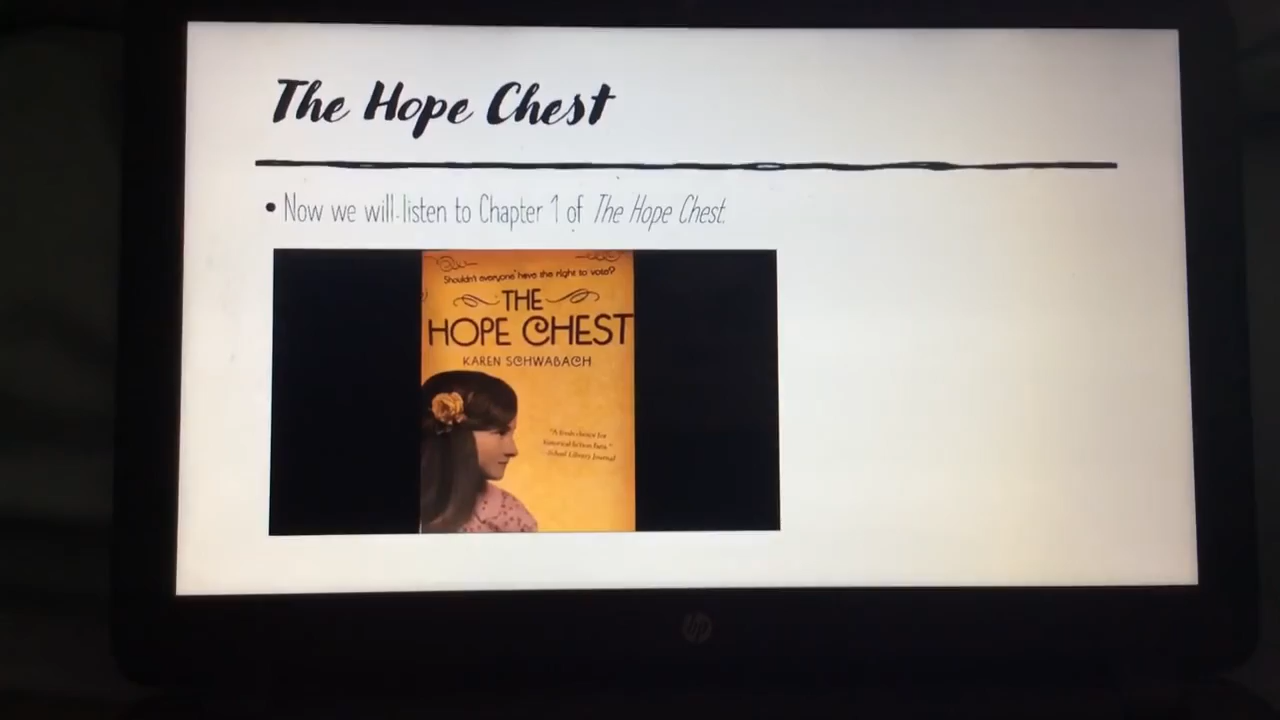 The Hope Chest
• Now we will listen to Chapter 1 of The Hope Chest.
Shouldn't everyone have the right to vote?
THE
HOPE CHEST
KAREN SCHWABACH
"A fresh choice for
historical fiction fans."
-School Library Journal
hp